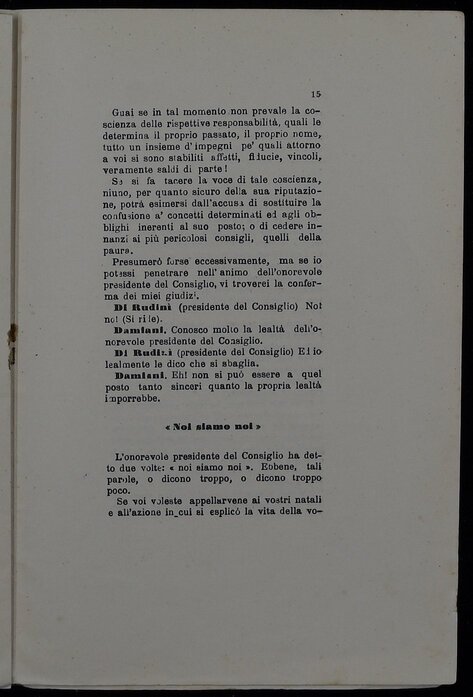 15
Guai se in tal momento non prevale la co-
scienza delle rispettive responsabilità, quali le
determina il proprio passato, il proprio nome,
tutto un insieme d'impegni pe' quali attorno
a voi si sono stabiliti affetti, fiducie, vincoli,
veramente saldi di parte!
Se si fa tacere la voce di tale coscienza,
niuno, per quanto sicuro della sua riputazio-
ne, potrà esimersi dall'accusa di sostituire la
confusione a' concetti determinati ed agli ob-
blighi inerenti al suo posto; o di cedere in-
nanzi ai più pericolosi consigli, quelli della
paura.
Presumerò forse eccessivamente, ma se io
potessi penetrare nell'animo dell'onorevole
presidente del Consiglio, vi troverei la confer-
ma dei miei giudizi.
Di Rudinì (presidente del Consiglio) No!
no! (Si ride).
Damiani. Conosco molto la lealtà dell'o-
norevole presidente del Consiglio.
Di Rudinì (presidente del Consiglio) Ed io
lealmente le dico che si sbaglia.
Damiani. Eh! non si può essere a quel
posto tanto sinceri quanto la propria lealtà
imporrebbe.
« Noi siamo noi »
L'onorevole presidente del Consiglio ha det-
to due volte: « noi siamo noi ». Ebbene, tali
parole, o dicono troppo, o dicono troppo
poco.
Se voi voleste appellarvene ai vostri natali
e all'azione in cui si esplicò la vita della vo-